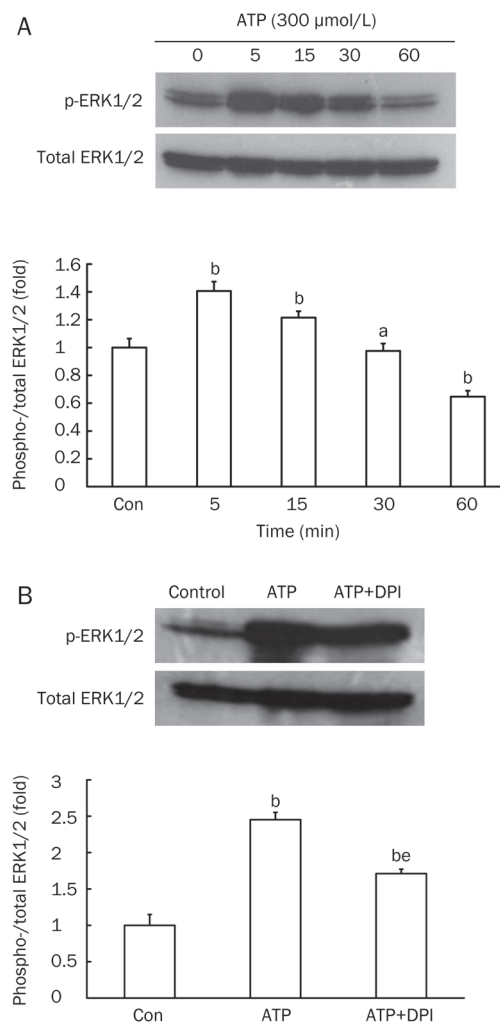 A
ATP (300 μmol/L)
0 5 15 30 60
p-ERK1/2
Total ERK1/2
Phospho-/total ERK1/2 (fold)
1.6
1.4
1.2
1
0.8
0.6
0.4
0.2
0
b
b
a
b
Con 5 15 30 60
Time (min)
B
Control ATP ATP+DPI
p-ERK1/2
Total ERK1/2
Phospho-/total ERK1/2 (fold)
3
2.5
2
1.5
1
0.5
0
b
be
Con ATP ATP+DPI